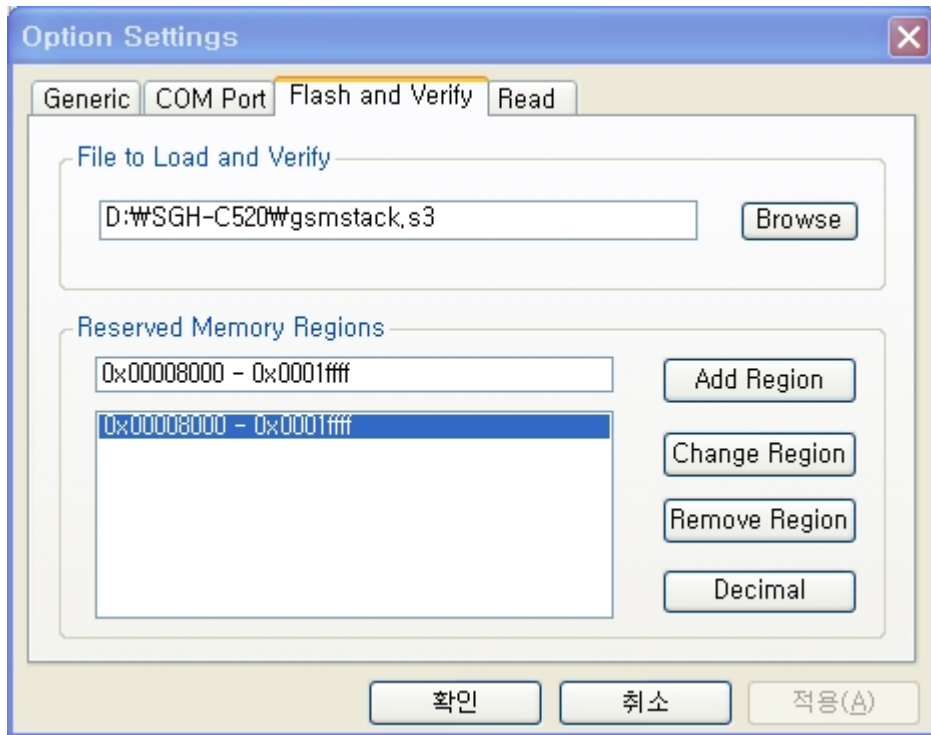 Option Settings
Generic COM Port Flash and Verify Read
File to Load and Verify
D:₩SGH-C520₩gsmstack.s3 Browse
Reserved Memory Regions
0x00008000 - 0x0001ffff Add Region
0x00008000 - 0x0001ffff
Change Region
Remove Region
Decimal
확인 취소 적용(A)